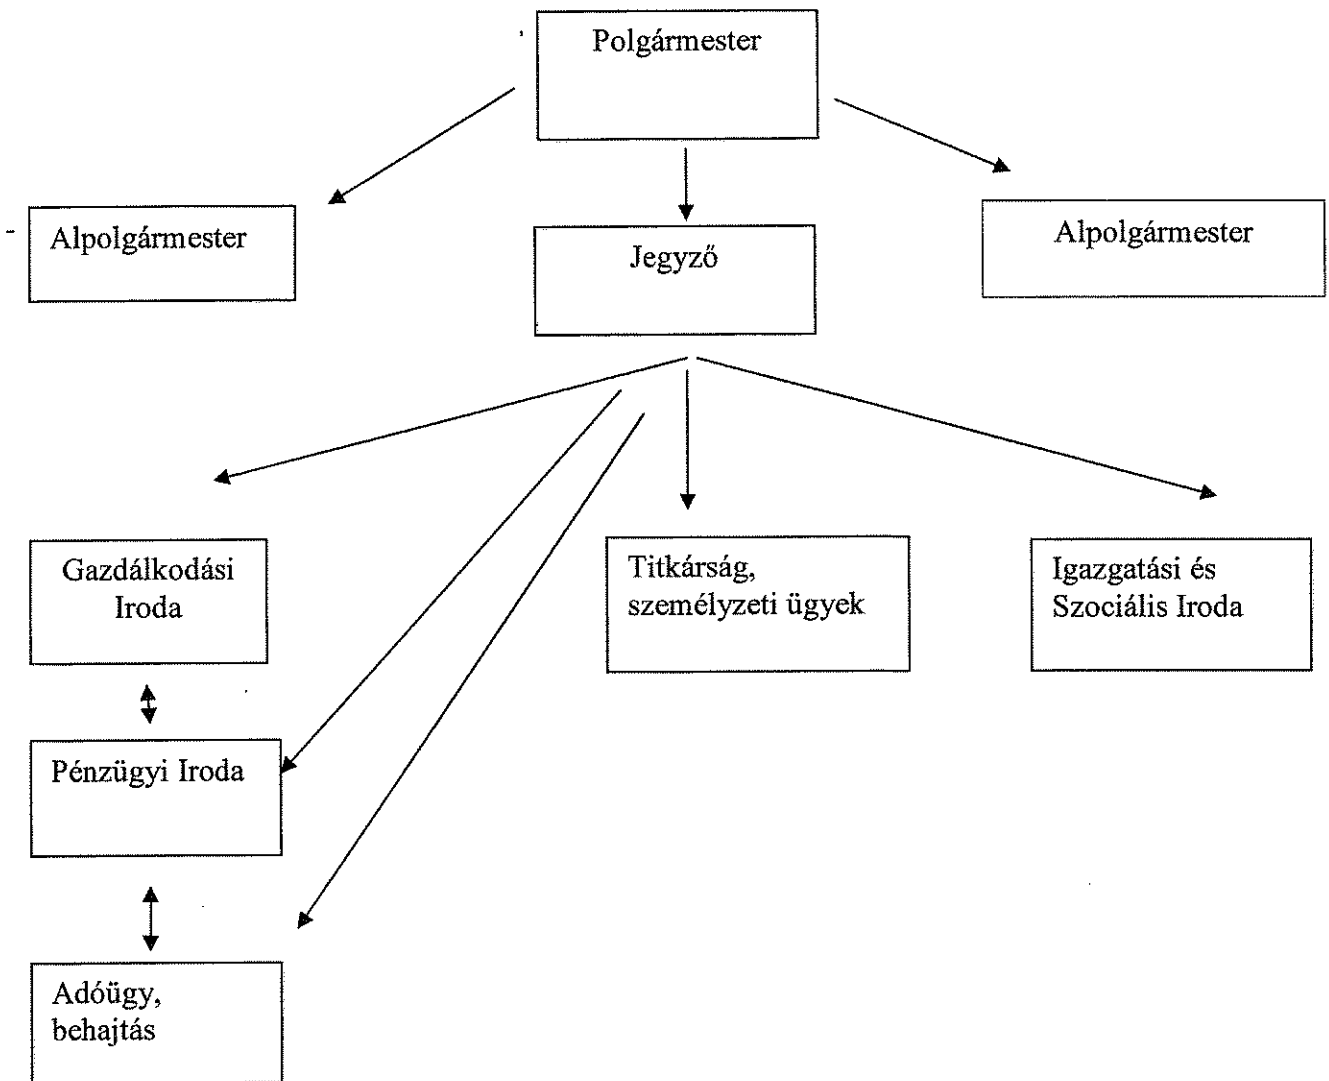 Polgármester
Alpolgármester
Jegyző
Alpolgármester
Gazdálkodási
Iroda
Titkárság,
személyzeti ügyek
Igazgatási és
Szociális Iroda
Pénzügyi Iroda
Adóügy,
behajtás